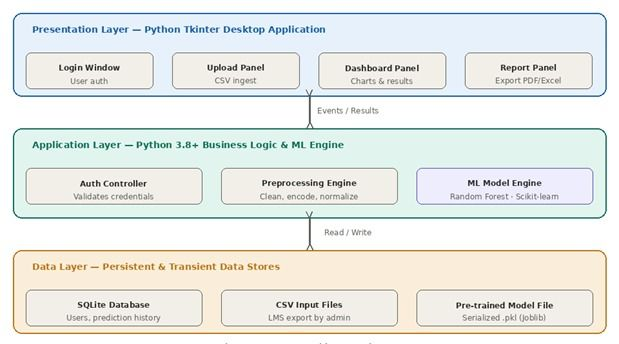 Presentation Layer — Python Tkinter Desktop Application
Login Window
User auth
Upload Panel
CSV ingest
Dashboard Panel
Charts & results
Report Panel
Export PDF/Excel
Events / Results
Application Layer — Python 3.8+ Business Logic & ML Engine
Auth Controller
Validates credentials
Preprocessing Engine
Clean, encode, normalize
ML Model Engine
Random Forest · Scikit-learn
Read / Write
Data Layer — Persistent & Transient Data Stores
SQLite Database
Users, prediction history
CSV Input Files
LMS export by admin
Pre-trained Model File
Serialized .pkl (Joblib)